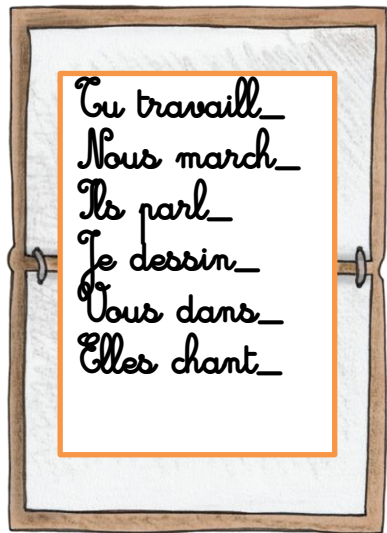 Tu travaill_
Nous march_
Ils parl_
Je dessin_
Vous dans_
Elles chant_